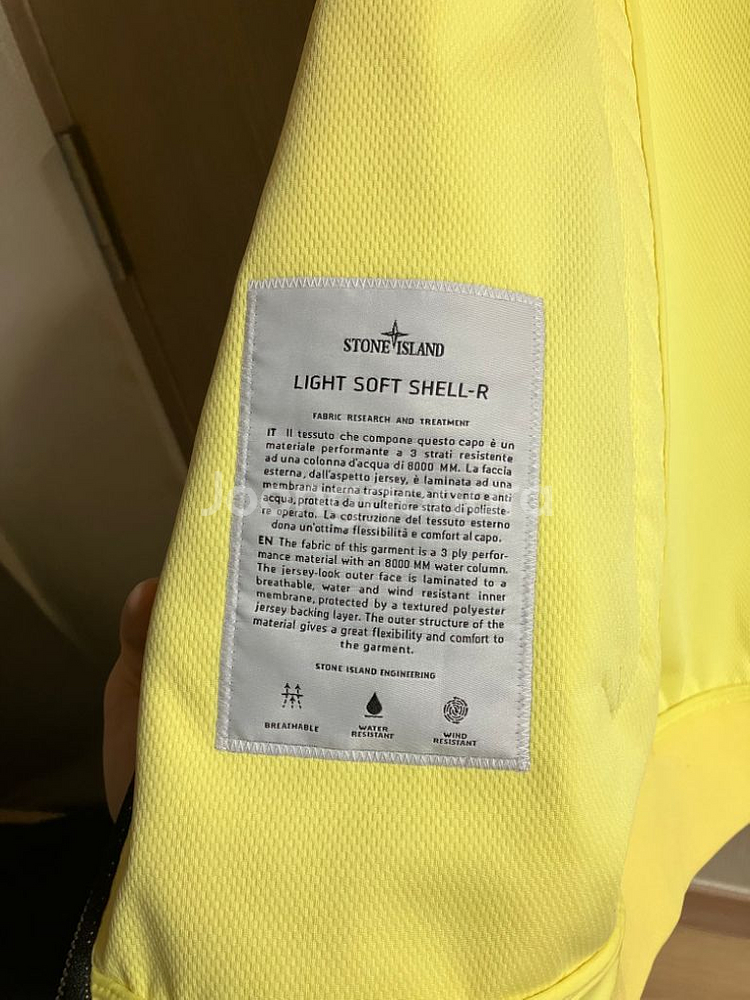 STONE ISLAND
LIGHT SOFT SHELL-R
FABRIC RESEARCH AND TREATMENT
IT Il tessuto che compone questo capo è un
materiale performante a 3 strati resistente
ad una colonna d'acqua di 8000 MM. La faccia
esterna, dall'aspetto jersey, è laminata ad una
membrana interna traspirante, anti vento e anti
acqua, protetta da un ulteriore strato di polieste-
re operato. La costruzione del tessuto esterno
dona un'ottima flessibilità e comfort al capo.
EN The fabric of this garment is a 3 ply perfor-
mance material with an 8000 MM water column.
The jersey-look outer face is laminated to a
breathable, water and wind resistant inner
membrane, protected by a textured polyester
jersey backing layer. The outer structure of the
material gives a great flexibility and comfort to
the garment.
STONE ISLAND ENGINEERING
BREATHABLE
WATER
RESISTANT
WIND
RESISTANT